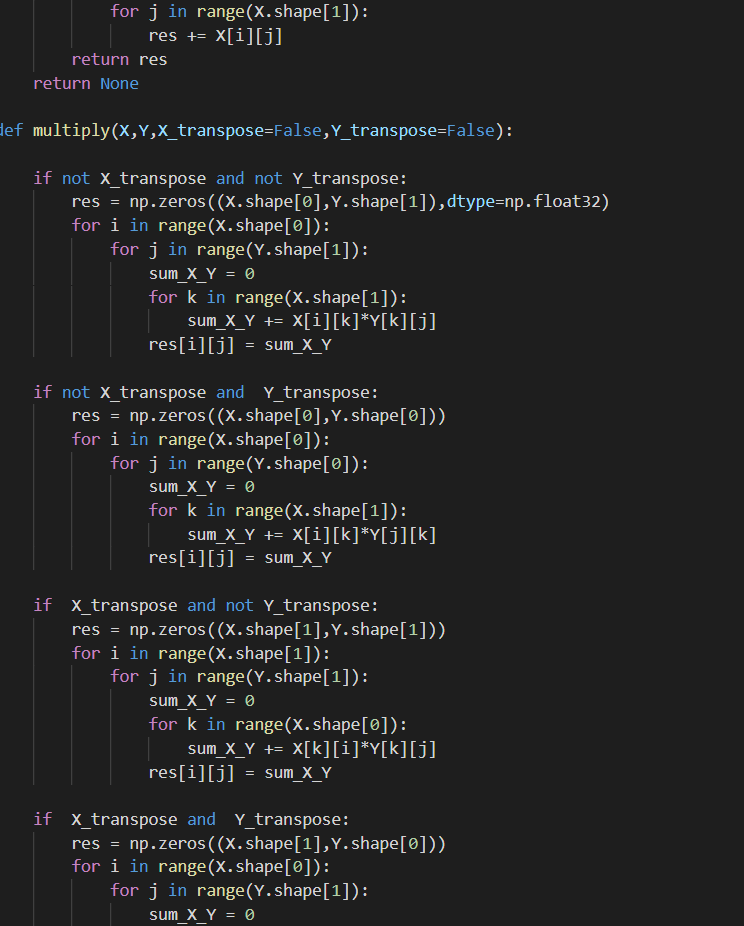 for j in range(X.shape[1]):
res += X[i][j]
return res
return None
def multiply(X,Y,X_transpose=False,Y_transpose=False):
if not X_transpose and not Y_transpose:
res = np.zeros((X.shape[0],Y.shape[1]),dtype=np.float32)
for i in range(X.shape[0]):
for j in range(Y.shape[1]):
sum_X_Y = 0
for k in range(X.shape[1]):
sum_X_Y += X[i][k]*Y[k][j]
res[i][j] = sum_X_Y
if not X_transpose and  Y_transpose:
res = np.zeros((X.shape[0],Y.shape[0]))
for i in range(X.shape[0]):
for j in range(Y.shape[0]):
sum_X_Y = 0
for k in range(X.shape[1]):
sum_X_Y += X[i][k]*Y[j][k]
res[i][j] = sum_X_Y
if  X_transpose and not Y_transpose:
res = np.zeros((X.shape[1],Y.shape[1]))
for i in range(X.shape[1]):
for j in range(Y.shape[1]):
sum_X_Y = 0
for k in range(X.shape[0]):
sum_X_Y += X[k][i]*Y[k][j]
res[i][j] = sum_X_Y
if  X_transpose and  Y_transpose:
res = np.zeros((X.shape[1],Y.shape[0]))
for i in range(X.shape[0]):
for j in range(Y.shape[1]):
sum_X_Y = 0